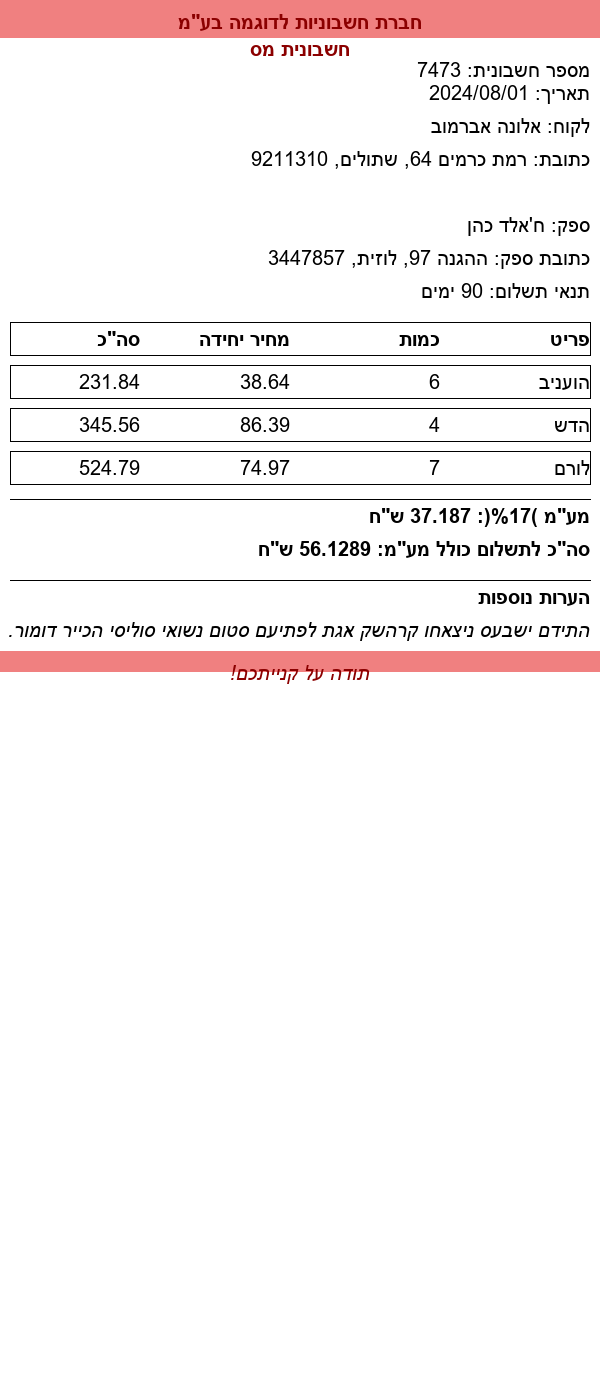 חברת חשבוניות לדוגמה בע"מ
חשבונית מס
מספר חשבונית: 7473
תאריך: 2024/08/01
לקוח: אלונה אברמוב
כתובת: רמת כרמים 64, שתולים, 9211310
ספק: ח'אלד כהן
כתובת ספק: ההגנה 97, לוזית, 3447857
תנאי תשלום: 90 ימים
פריט כמות מחיר יחידה סה"כ
הועניב 6 38.64 231.84
הדש 4 86.39 345.56
לורם 7 74.97 524.79
מע"מ )17%(: 37.187 ש"ח
סה"כ לתשלום כולל מע"מ: 56.1289 ש"ח
הערות נוספות
התידם ישבעס ניצאחו קרהשק אגת לפתיעם סטום נשואי סוליסי הכייר דומור.
תודה על קנייתכם!